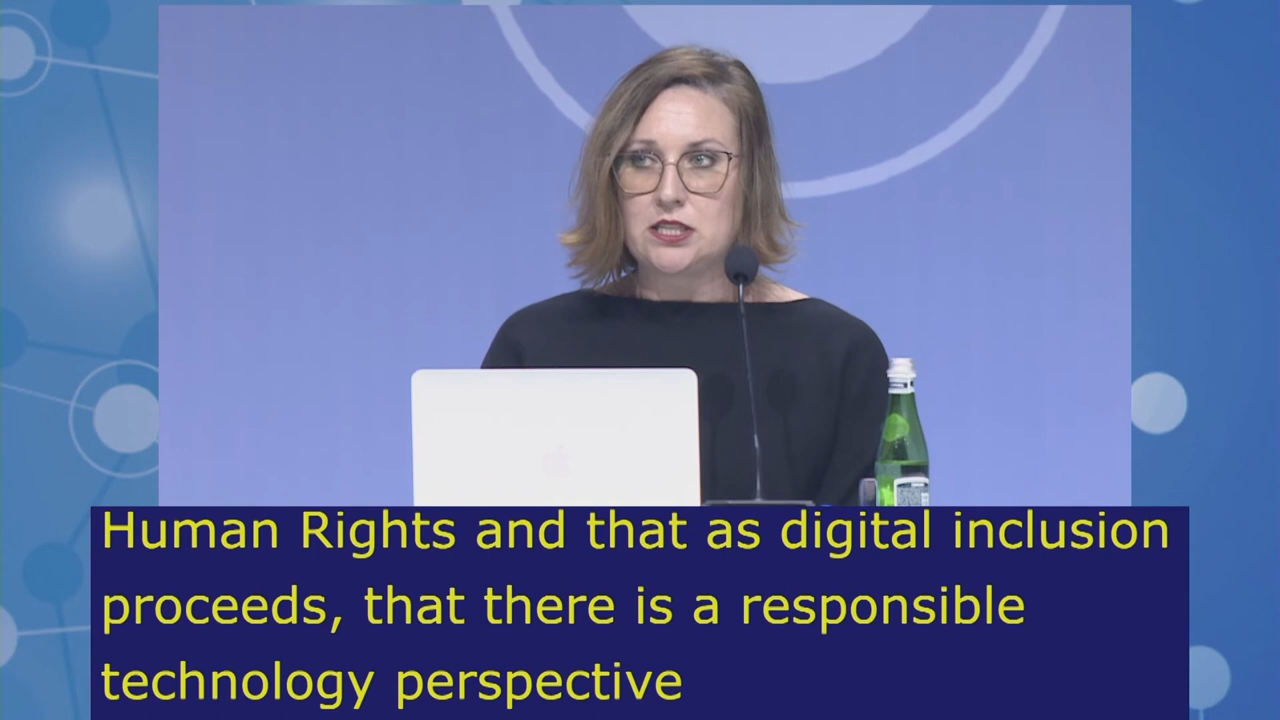 Human Rights and that as digital inclusion
proceeds, that there is a responsible
technology perspective